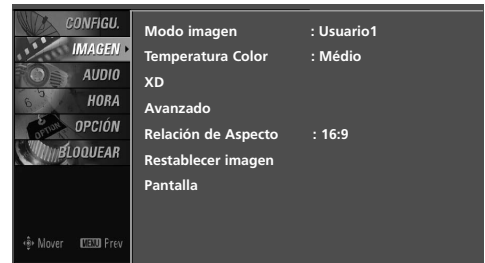 CONFIGU.
IMAGEN
AUDIO
HORA
OPCIÓN
BLOQUEAR
Mover MENU Prev
Modo imagen : Usuario1
Temperatura Color : Médio
XD
Avanzado
Relación de Aspecto : 16:9
Restablecer imagen
Pantalla